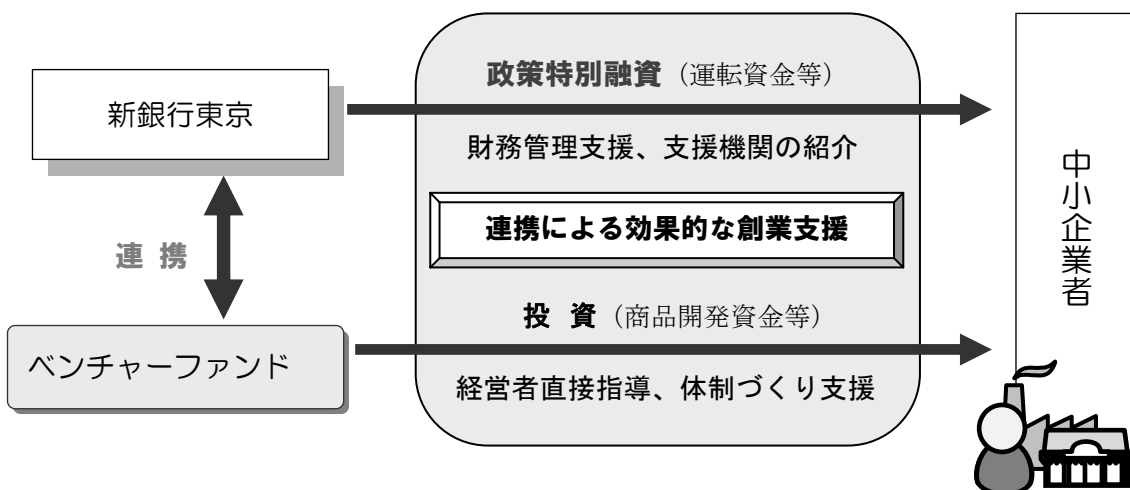 政策特別融資（運転資金等）
新銀行東京
財務管理支援、支援機関の紹介
連携による効果的な創業支援
連 携
投 資（商品開発資金等）
ベンチャーファンド
経営者直接指導、体制づくり支援
中小企業者